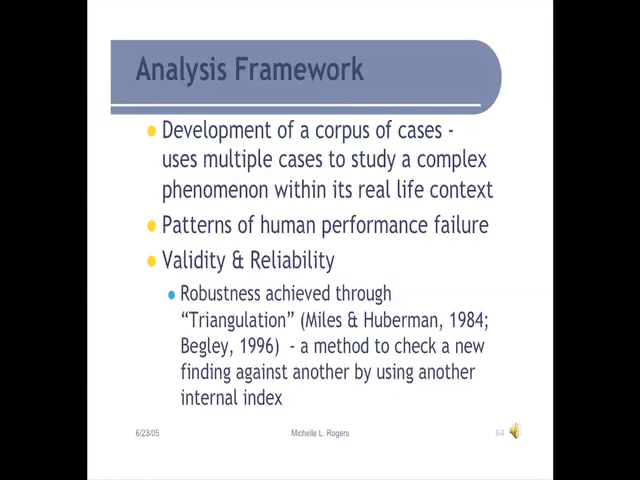 Analysis Framework
Development of a corpus of cases -
uses multiple cases to study a complex
phenomenon within its real life context
Patterns of human performance failure
Validity & Reliability
Robustness achieved through
“Triangulation” (Miles & Huberman, 1984;
Begley, 1996) - a method to check a new
finding against another by using another
internal index
6/23/05
Michelle L. Rogers
54